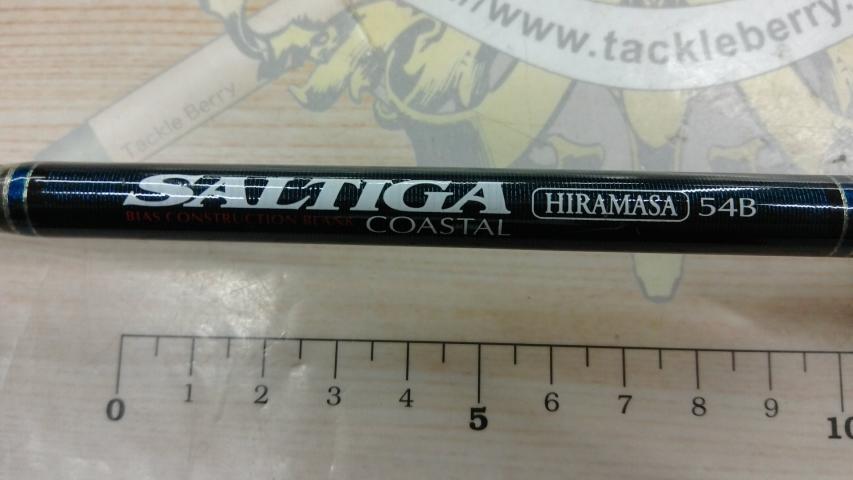 //www.tackleberry.
Tackle Berry
SALTIGA HIRAMASA 54B
BIAS CONSTRUCTION BLANK COASTAL
0 1 2 3 4 5 6 7 8 9 10